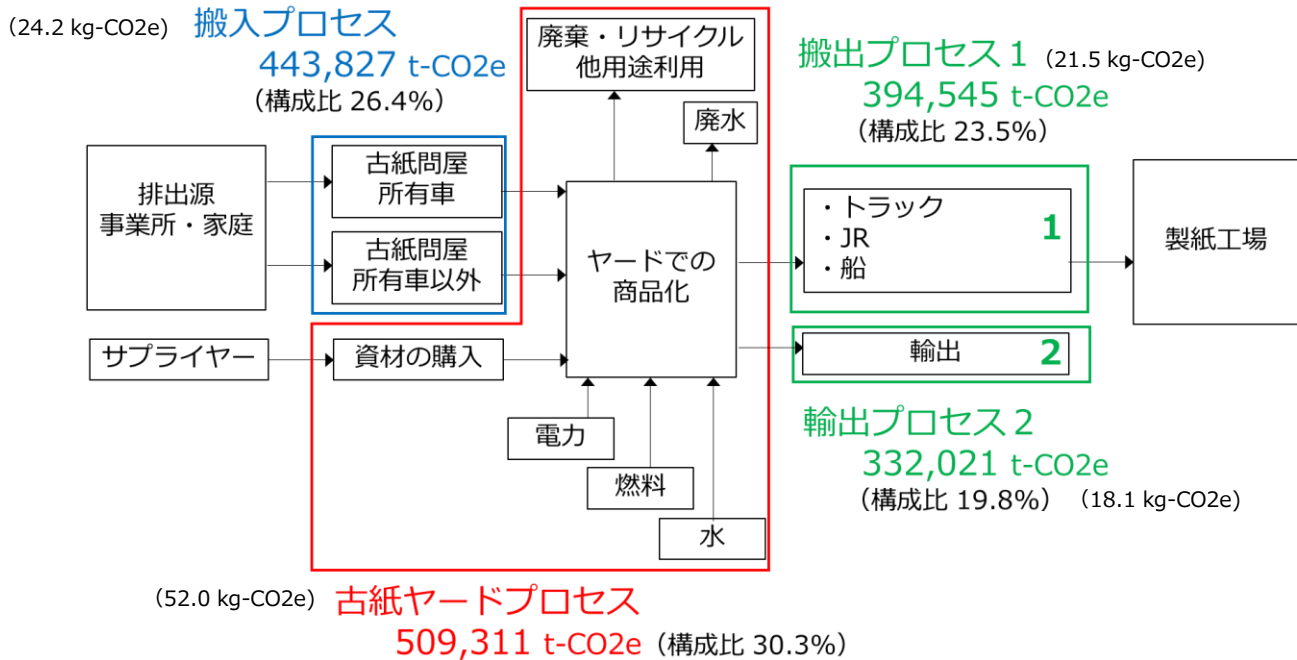 (24.2 kg-CO2e) 搬入プロセス
443,827 t-CO2e
（構成比 26.4%）
廃棄・リサイクル
他用途利用
廃水
搬出プロセス１ (21.5 kg-CO2e)
394,545 t-CO2e
（構成比 23.5%）
排出源
事業所・家庭
古紙問屋
所有車
古紙問屋
所有車以外
ヤードでの
商品化
・トラック
・JR
・船
1
製紙工場
サプライヤー
資材の購入
輸出
2
電力
燃料
水
輸出プロセス２
332,021 t-CO2e
（構成比 19.8%） (18.1 kg-CO2e)
(52.0 kg-CO2e) 古紙ヤードプロセス
509,311 t-CO2e（構成比 30.3%）